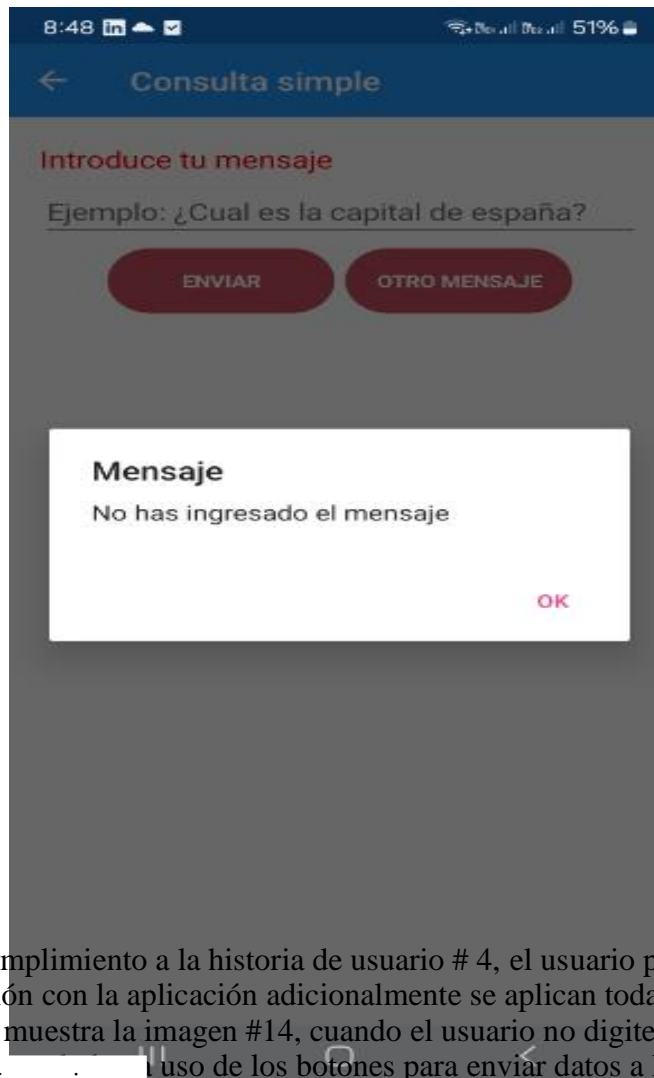 8:48 in 51%
Consulta simple
Introduce tu mensaje
Ejemplo: ¿Cual es la capital de españa?
ENVIAR OTRO MENSAJE
Mensaje
No has ingresado el mensaje
OK
mplimiento a la historia de usuario # 4, el usuario p
ón con la aplicación adicionalmente se aplican toda
muestra la imagen #14, cuando el usuario no digite
uso de los botones para enviar datos a